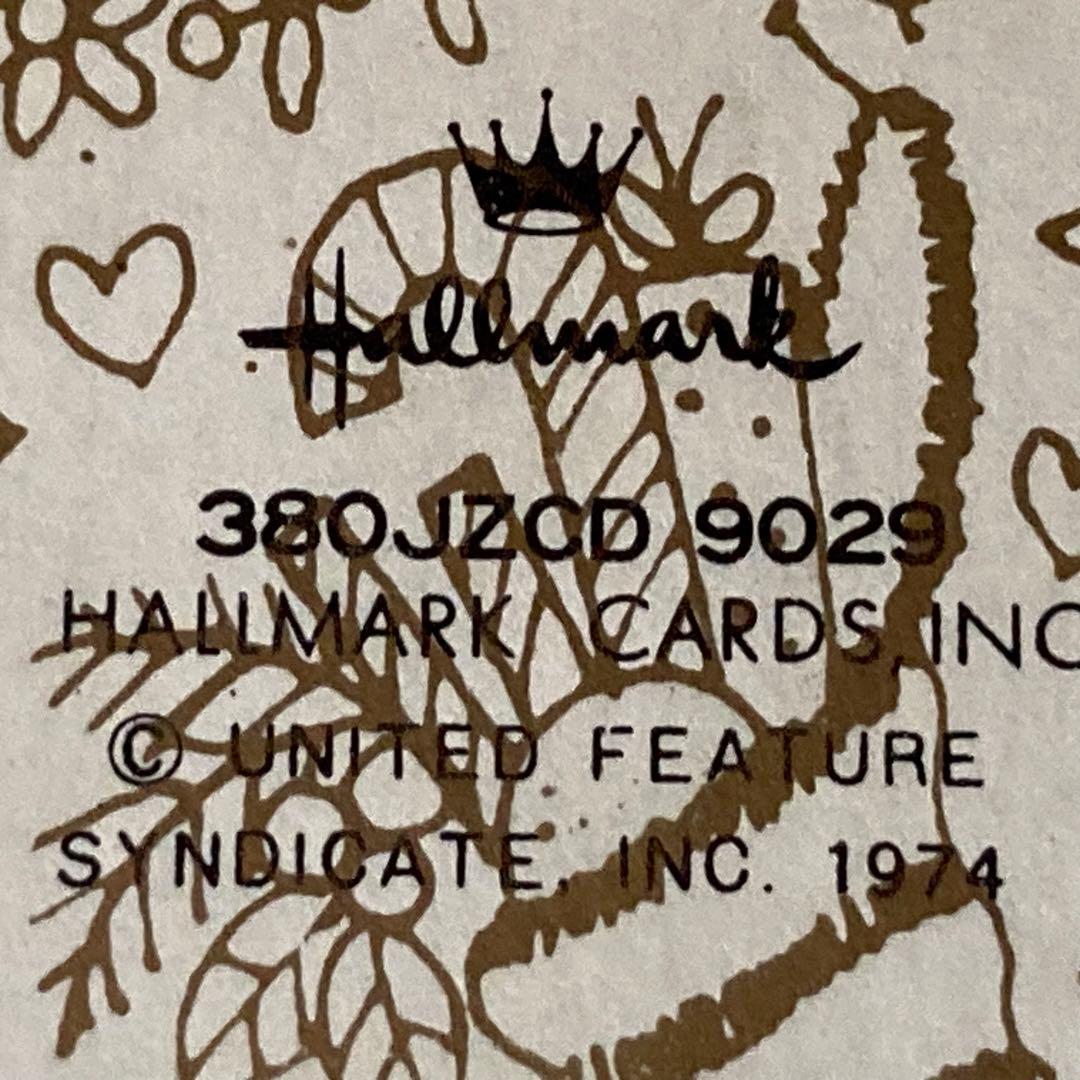 Hallmark
380JZCD 9029
HALLMARK CARDS, INC
© UNITED FEATURE
SYNDICATE, INC. 1974